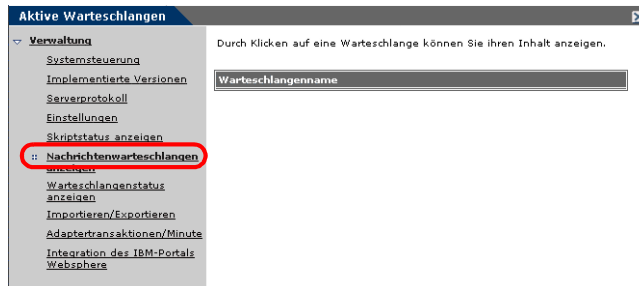 Aktive Warteschlangen
Verwaltung
Systemsteuerung
Implementierte Versionen
Serverprotokoll
Einstellungen
Skriptstatus anzeigen
Nachrichtenwarteschlangen
anzeigen
Warteschlangenstatus
anzeigen
Importieren/Exportieren
Adaptertransaktionen/Minute
Integration des IBM-Portals
Websphere
Durch Klicken auf eine Warteschlange können Sie ihren Inhalt anzeigen.
Warteschlangenname